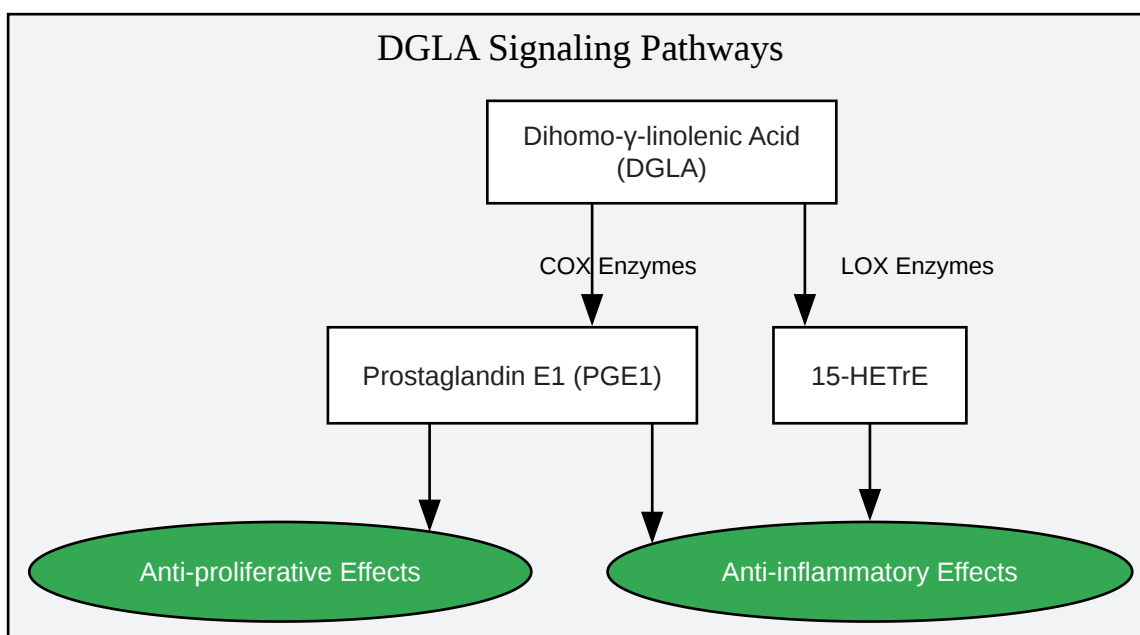 DGLA Signaling Pathways
Dihomo-γ-linolenic Acid
(DGLA)
COX Enzymes
LOX Enzymes
Prostaglandin E1 (PGE1)
15-HETrE
Anti-proliferative Effects
Anti-inflammatory Effects